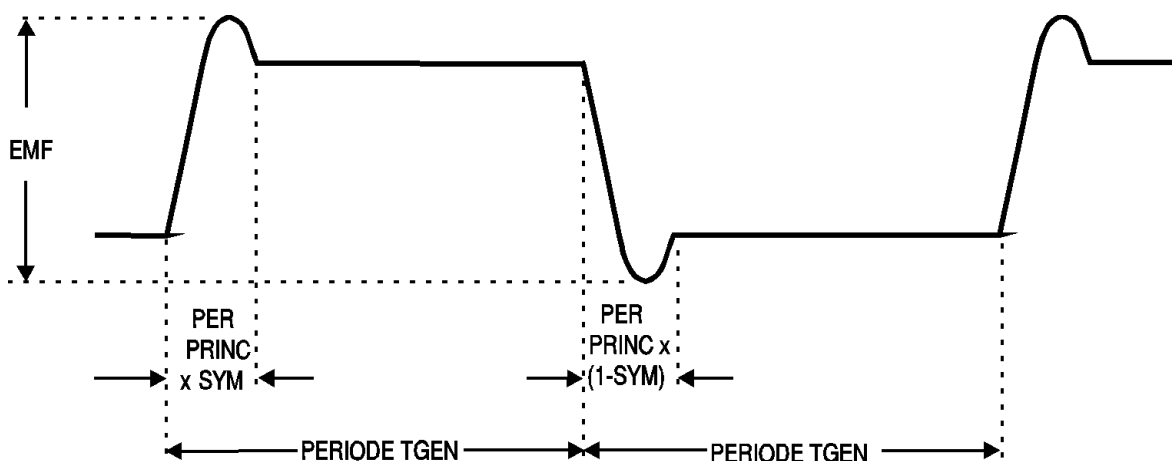 EMF
PER
PRINC
x SYM
PER
PRINC x
(1-SYM)
PERIODE TGEN
PERIODE TGEN